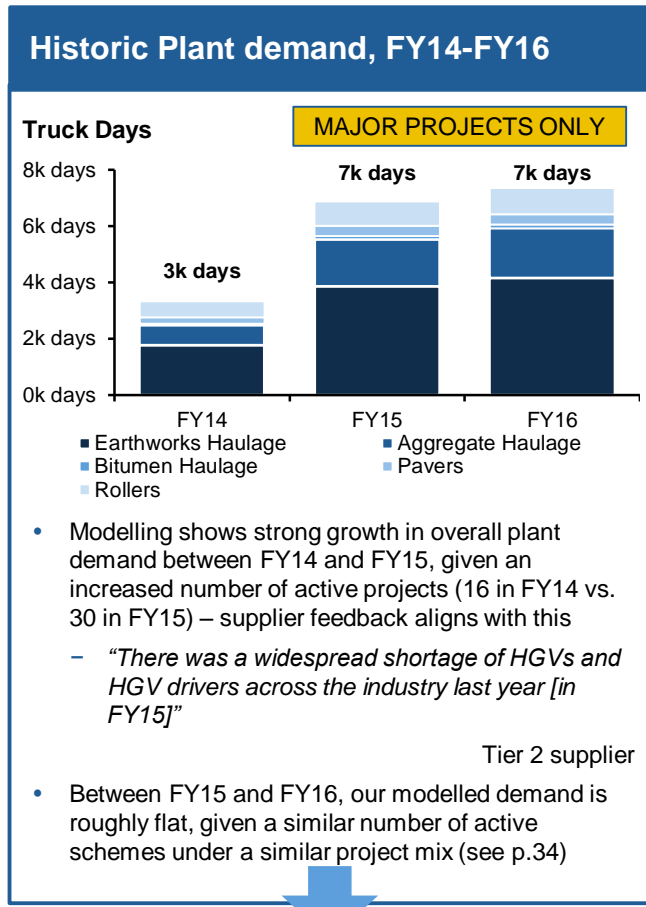 Historic Plant demand, FY14-FY16
Truck Days
MAJOR PROJECTS ONLY
8k days
7k days
7k days
6k days
3k days
4k days
2k days
0k days
FY14
FY15
FY16
Earthworks Haulage
Aggregate Haulage
Bitumen Haulage
Pavers
Rollers
• Modelling shows strong growth in overall plant
demand between FY14 and FY15, given an
increased number of active projects (16 in FY14 vs.
30 in FY15) – supplier feedback aligns with this
− “There was a widespread shortage of HGVs and
HGV drivers across the industry last year [in
FY15]”
Tier 2 supplier
• Between FY15 and FY16, our modelled demand is
roughly flat, given a similar number of active
schemes under a similar project mix (see p.34)